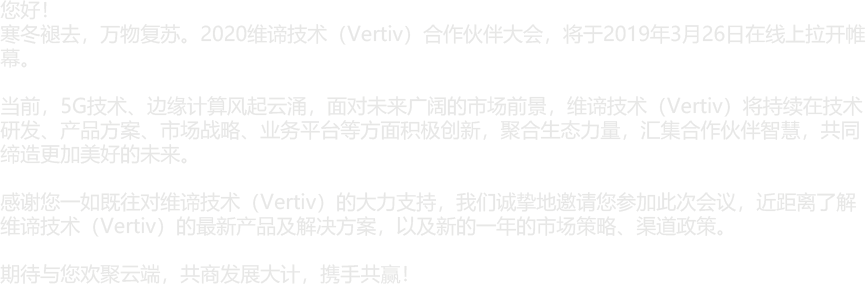 您好！
寒冬褪去，万物复苏。2020维谛技术（Vertiv）合作伙伴大会，将于2019年3月26日在线上拉开帷
幕。
当前，5G技术、边缘计算风起云涌，面对未来广阔的市场前景，维谛技术（Vertiv）将持续在技术
研发、产品方案、市场战略、业务平台等方面积极创新，聚合生态力量，汇集合作伙伴智慧，共同
缔造更加美好的未来。
感谢您一如既往对维谛技术（Vertiv）的大力支持，我们诚挚地邀请您参加此次会议，近距离了解
维谛技术（Vertiv）的最新产品及解决方案，以及新的一年的市场策略、渠道政策。
期待与您欢聚云端，共商发展大计，携手共赢！